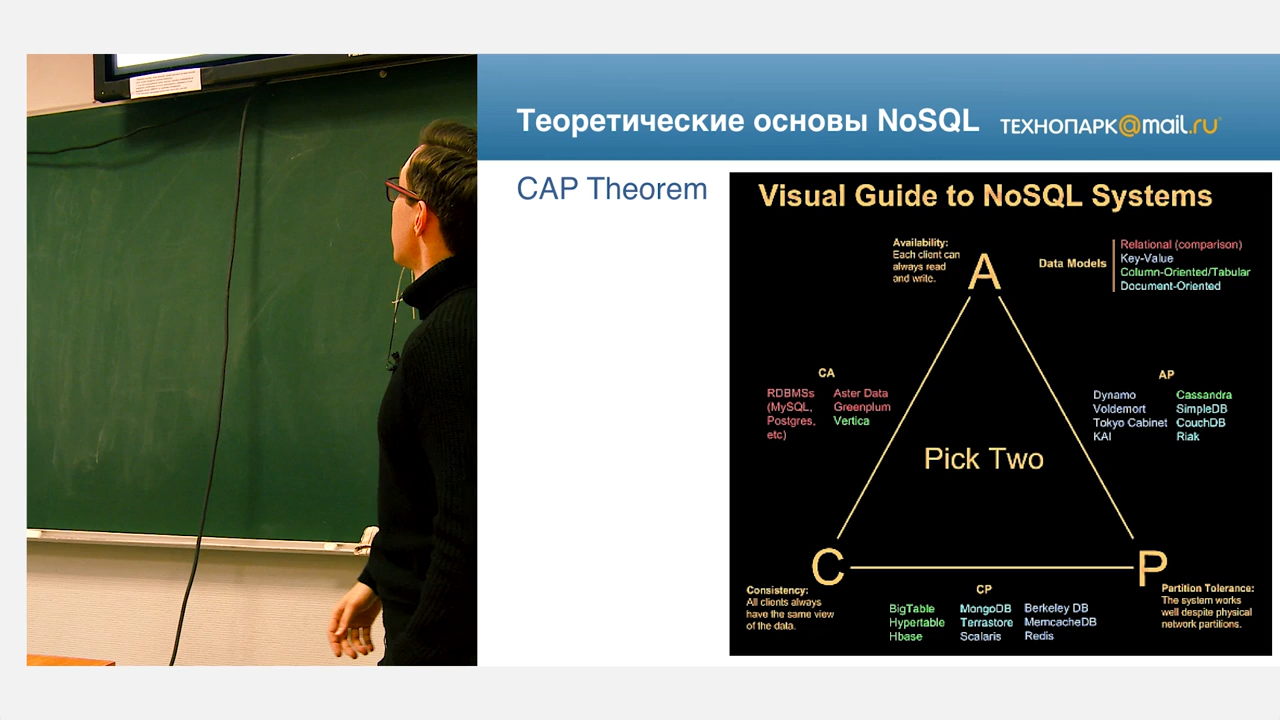 Теоретические основы NoSQL
ТЕХНОПАРК@mail.ru
CAP Theorem
Visual Guide to NoSQL Systems
Availability:
Each client can
always read
and write.
A
Data Models
Relational (comparison)
Key-Value
Column-Oriented/Tabular
Document-Oriented
CA
RDBMSs
(MySQL,
Postgres,
etc)
Aster Data
Greenplum
Vertica
AP
Dynamo
Voldemort
Tokyo Cabinet
KAI
Cassandra
SimpleDB
CouchDB
Riak
Pick Two
C
Consistency:
All clients always
have the same view
of the data.
P
Partition Tolerance:
The system works
well despite physical
network partitions.
CP
BigTable
Hypertable
Hbase
MongoDB
Terrastore
Scalaris
Berkeley DB
MemcacheDB
Redis